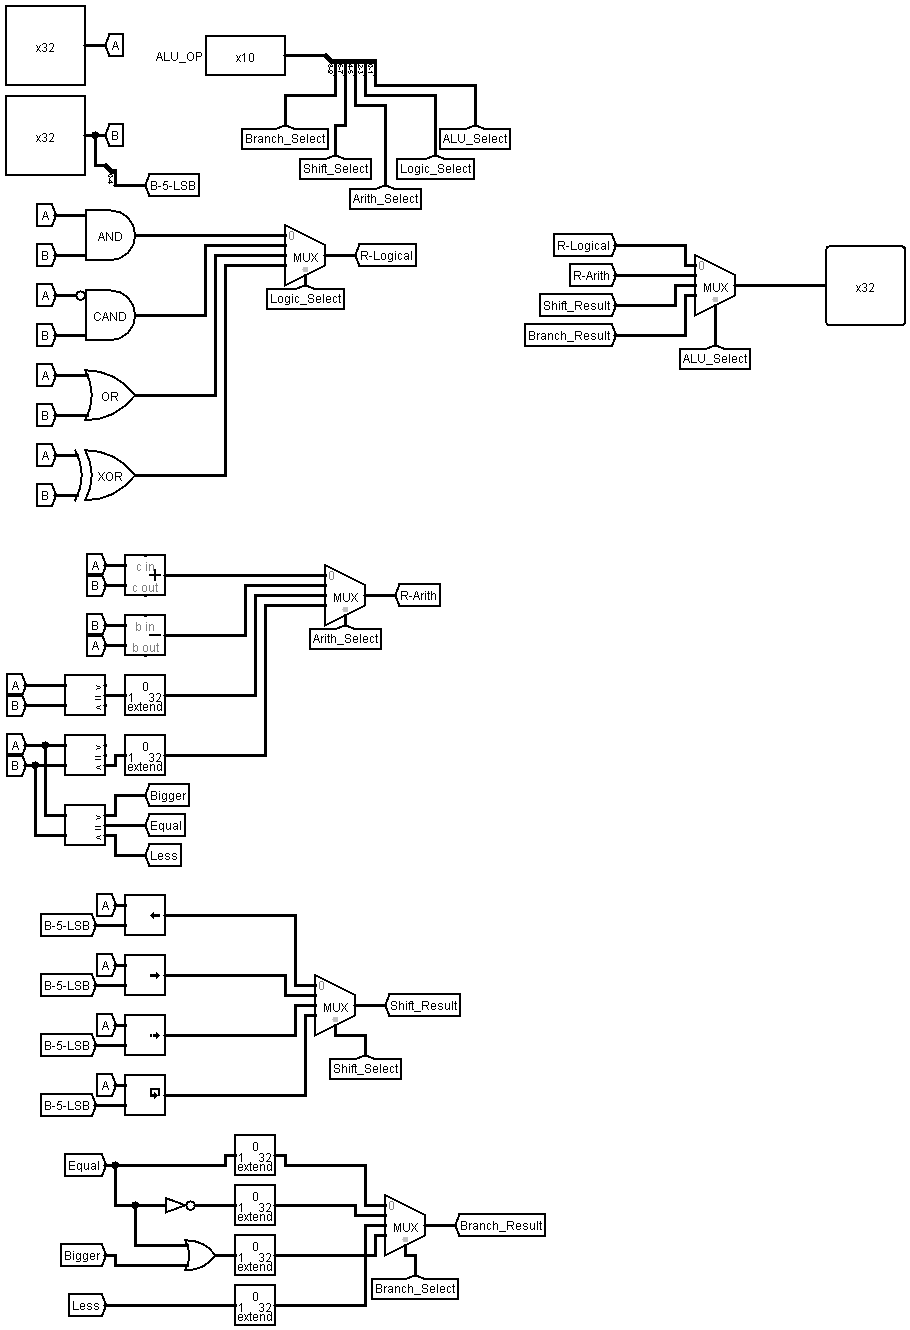 x32
A
ALU_OP
x10
x32
B
B-5-LSB
Branch_Select
ALU_Select
Shift_Select
Logic_Select
Arith_Select
A
B
AND
0
MUX
R-Logical
Logic_Select
A
B
CAND
A
B
OR
A
B
XOR
R-Logical
R-Arith
Shift_Result
Branch_Result
0
MUX
ALU_Select
x32
A
B
c in
c out
0
MUX
R-Arith
Arith_Select
B
A
b in
b out
A
B
>
=
<
0
1 32
extend
A
B
>
=
<
0
1 32
extend
>
=
<
Bigger
Equal
Less
A
B-5-LSB
A
B-5-LSB
A
B-5-LSB
A
B-5-LSB
0
MUX
Shift_Result
Shift_Select
Equal
0
1 32
extend
0
1 32
extend
Bigger
0
1 32
extend
Less
0
1 32
extend
0
MUX
Branch_Result
Branch_Select